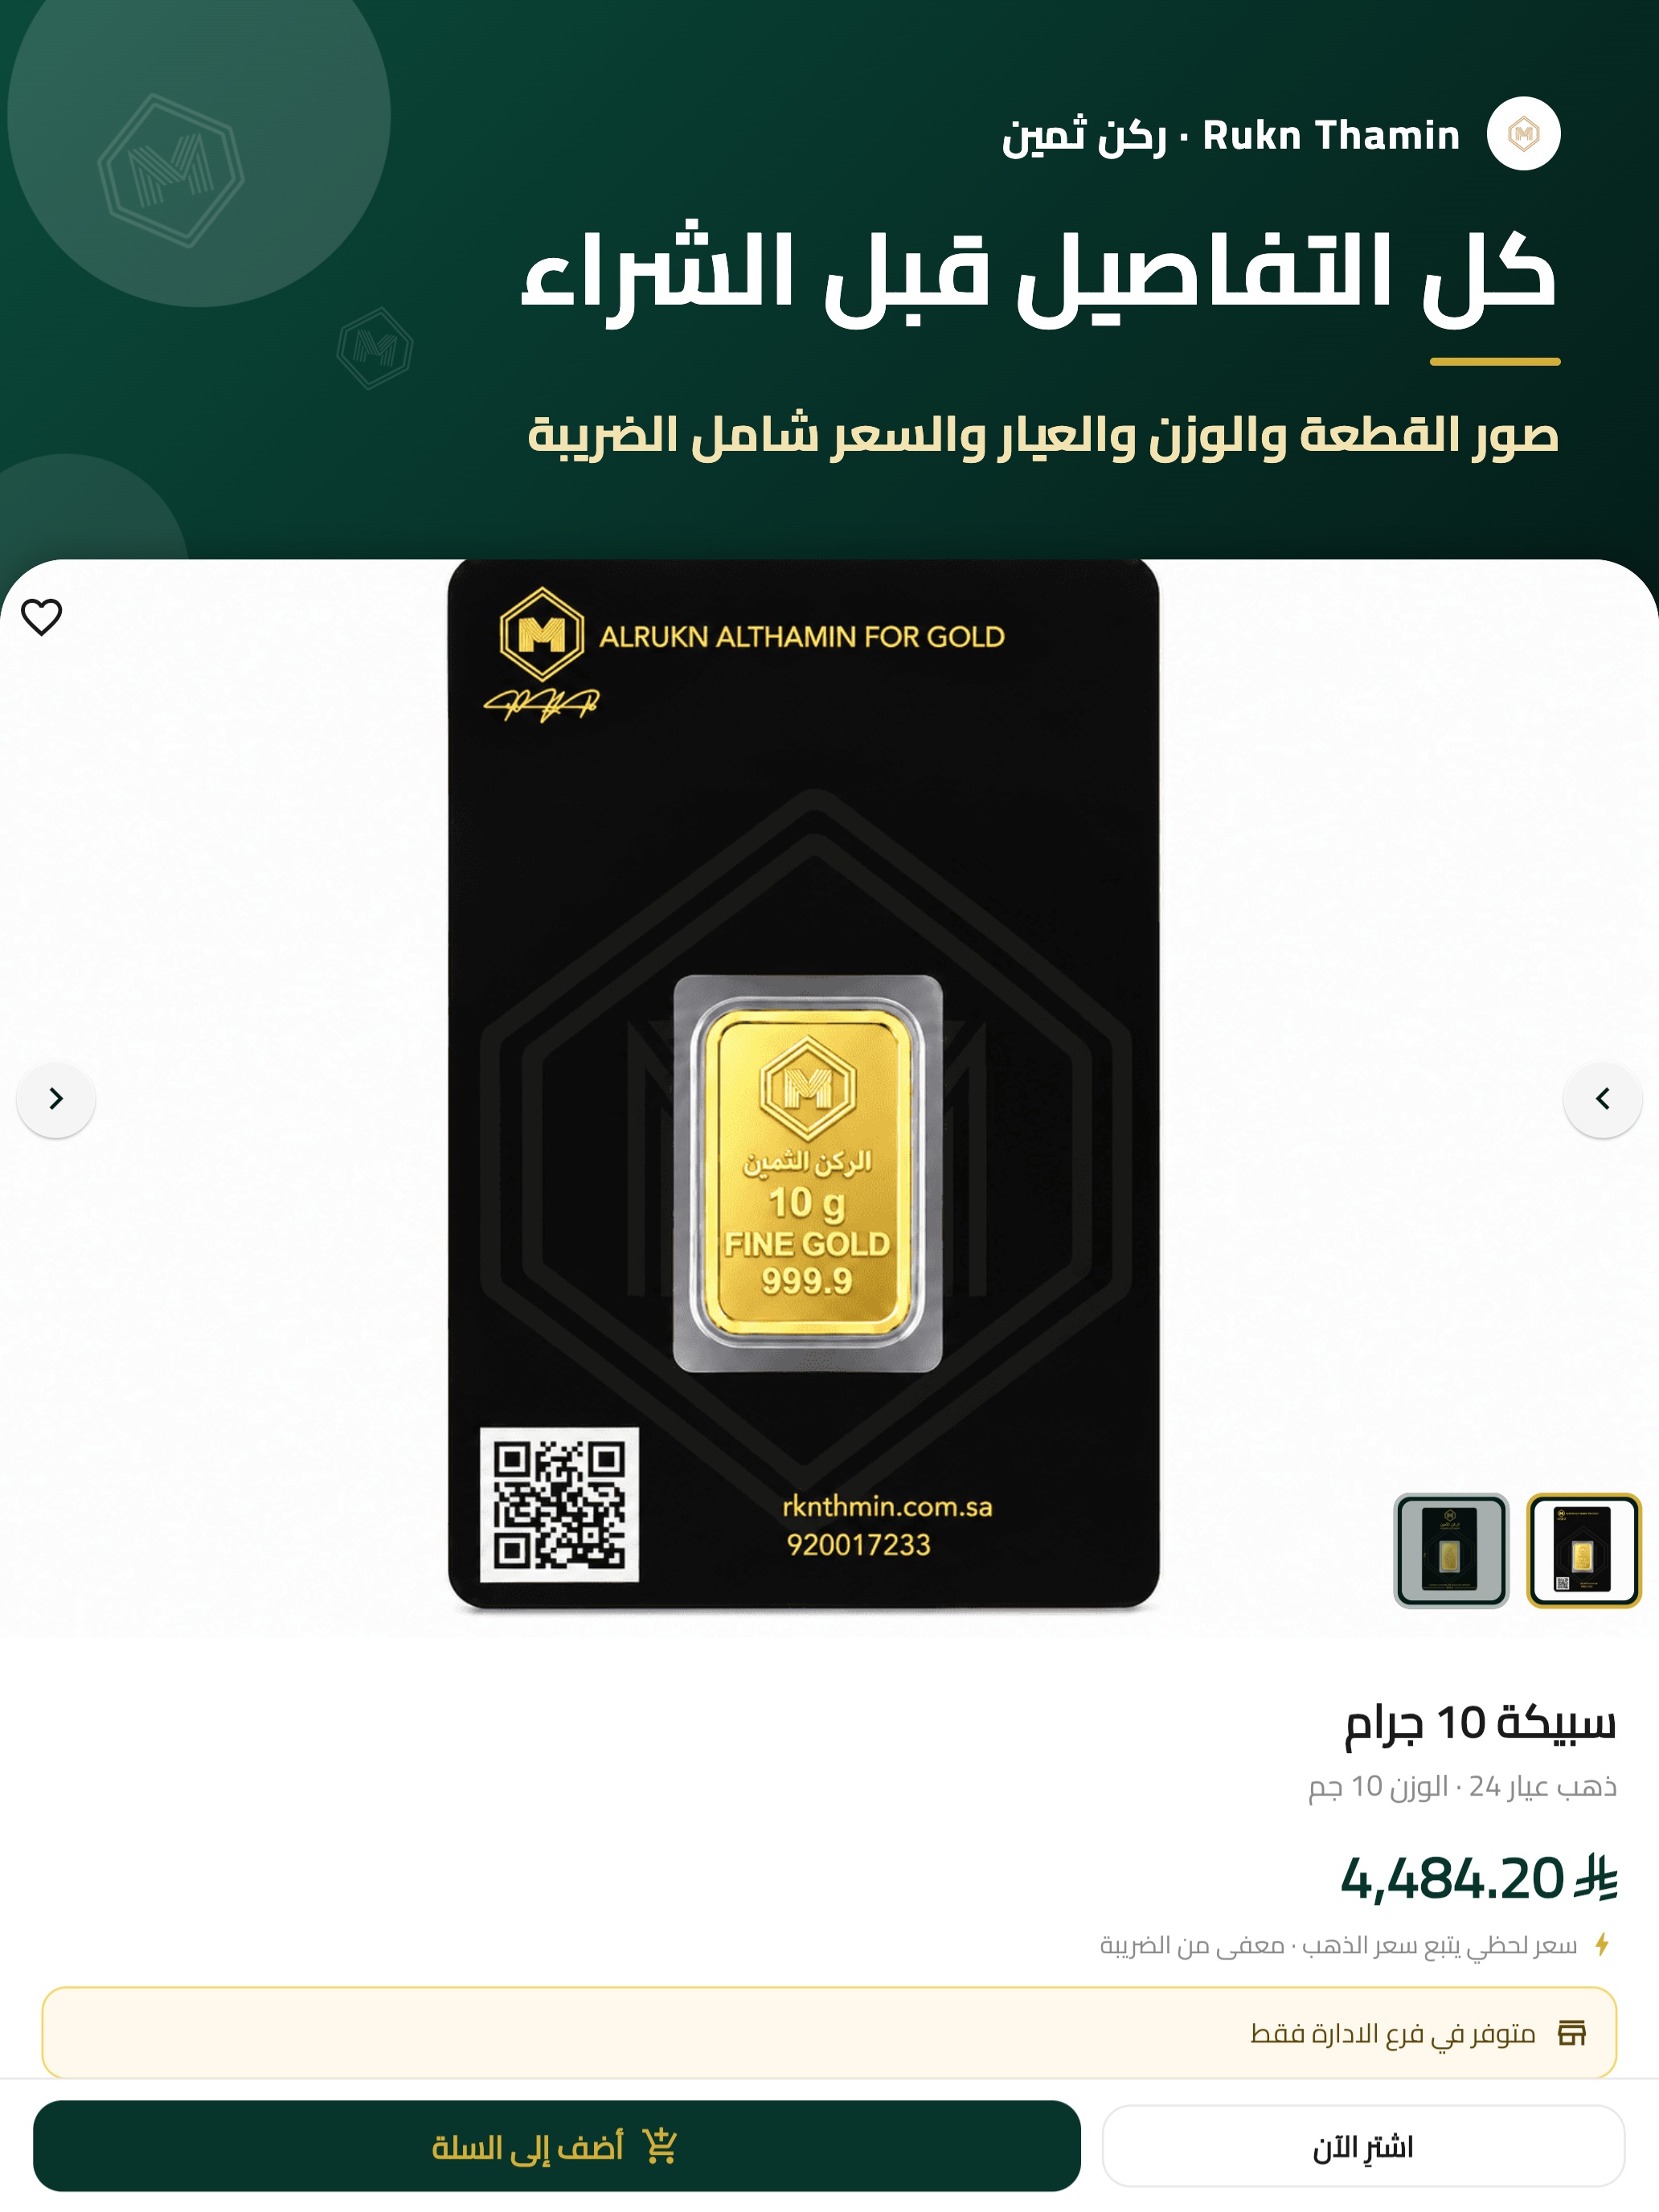 Rukn Thamin · ركن ثمين
كل التفاصيل قبل الشراء
صور القطعة والوزن والعيار والسعر شامل الضريبة
ALRUKN ALTHAMIN FOR GOLD
الركن الثمين
10 g
FINE GOLD
999.9
rknthmin.com.sa
920017233
سبيكة 10 جرام
ذهب عيار 24 · الوزن 10 جم
4,484.20
سعر لحظي يتبع سعر الذهب · معفى من الضريبة
متوفر في فرع الادارة فقط
اشترِ الآن
أضف إلى السلة